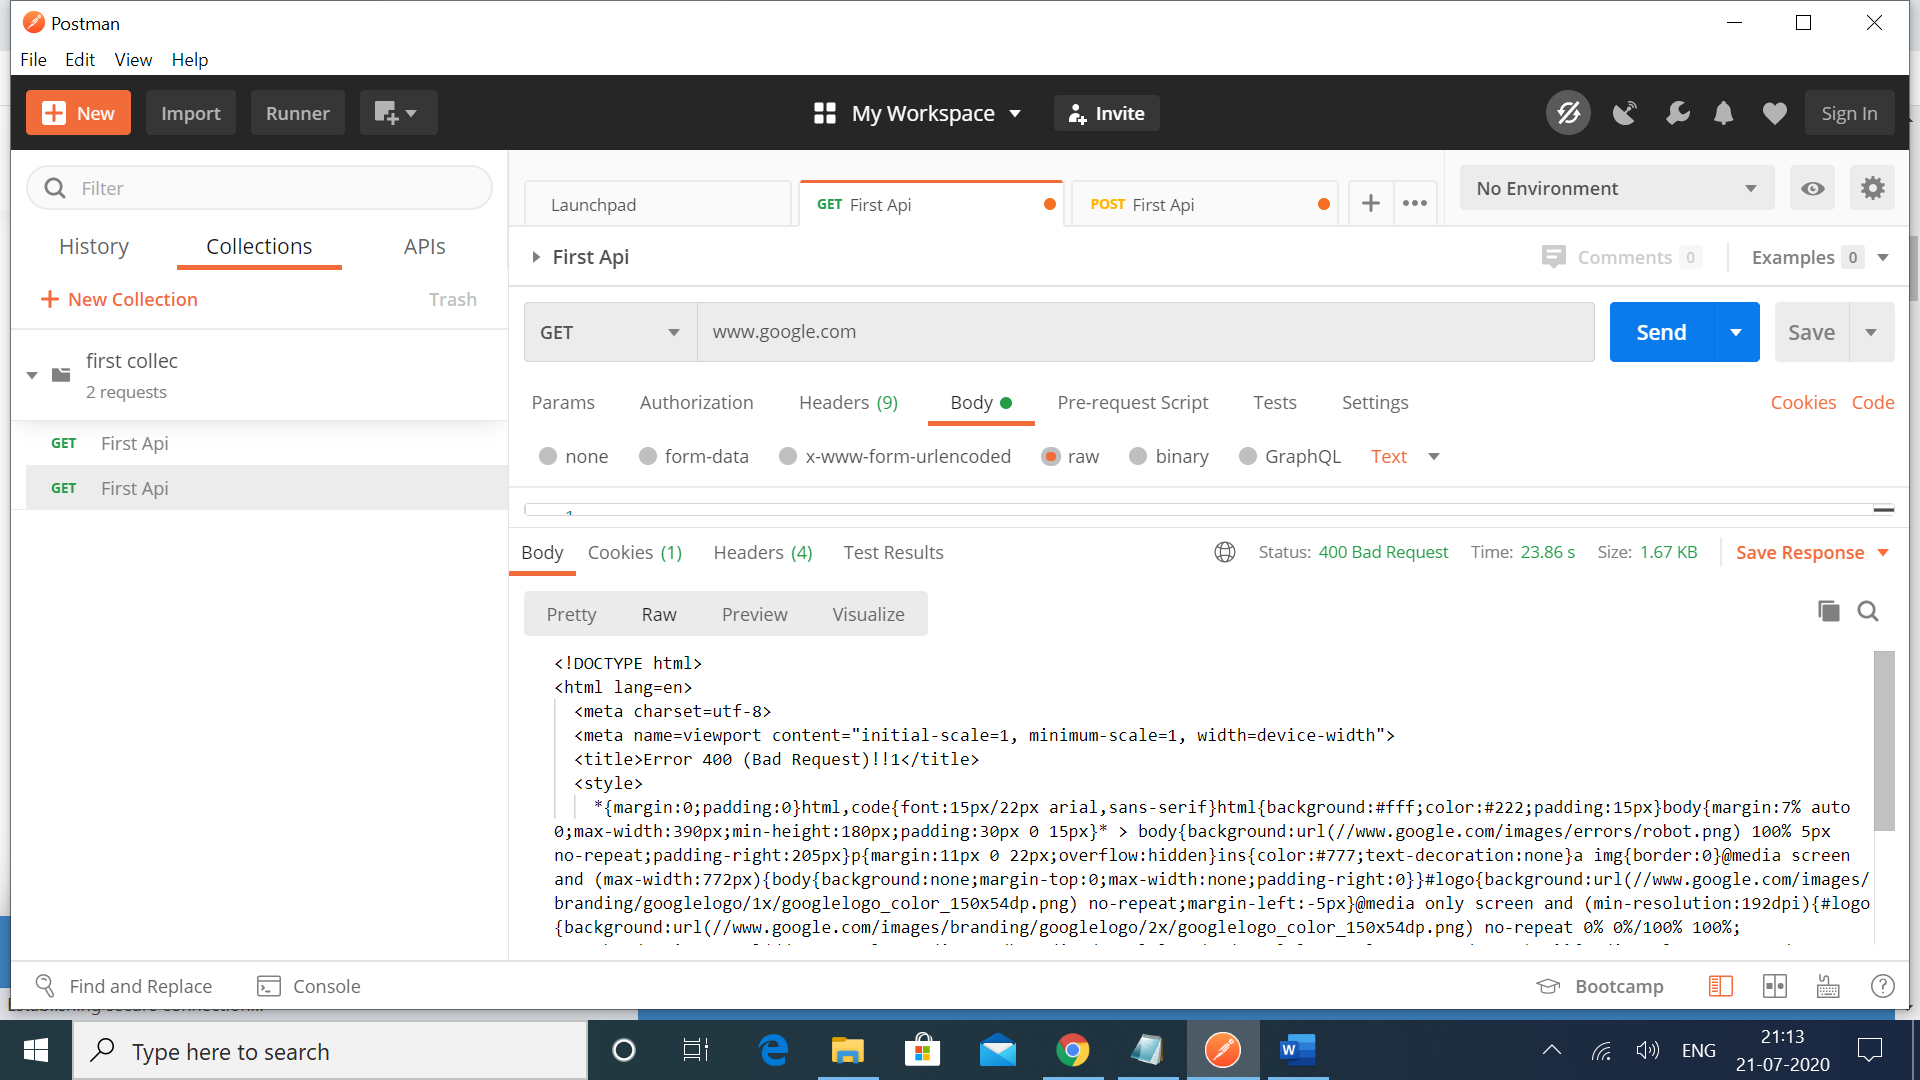 Postman
File Edit View Help
New Import Runner My Workspace Invite Sign In
Filter
History Collections APIs
New Collection Trash
first collec
2 requests
GET First Api
GET First Api
Launchpad GET First Api POST First Api No Environment
First Api Comments 0 Examples 0
GET www.google.com Send Save
Params Authorization Headers (9) Body Pre-request Script Tests Settings Cookies Code
none form-data x-www-form-urlencoded raw binary GraphQL Text
1
Body Cookies (1) Headers (4) Test Results Status: 400 Bad Request Time: 23.86 s Size: 1.67 KB Save Response
Pretty Raw Preview Visualize
<!DOCTYPE html>
<html lang=en>
<meta charset=utf-8>
<meta name=viewport content="initial-scale=1, minimum-scale=1, width=device-width">
<title>Error 400 (Bad Request)!!1</title>
<style>
*{margin:0;padding:0}html,code{font:15px/22px arial,sans-serif}html{background:#fff;color:#222;padding:15px}body{margin:7% auto
0;max-width:390px;min-height:180px;padding:30px 0 15px}* > body{background:url(//www.google.com/images/errors/robot.png) 100% 5px
no-repeat;padding-right:205px}p{margin:11px 0 22px;overflow:hidden}ins{color:#777;text-decoration:none}a img{border:0}@media screen
and (max-width:772px){body{background:none;margin-top:0;max-width:none;padding-right:0}}#logo{background:url(//www.google.com/images/
branding/googlelogo/1x/googlelogo_color_150x54dp.png) no-repeat;margin-left:-5px}@media only screen and (min-resolution:192dpi){#logo
{background:url(//www.google.com/images/branding/googlelogo/2x/googlelogo_color_150x54dp.png) no-repeat 0% 0%/100% 100%;
Find and Replace Console Bootcamp
Type here to search ENG 21:13
21-07-2020